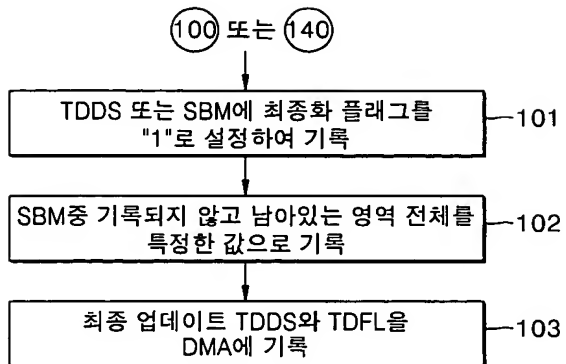 100 또는 140
TDDS 또는 SBM에 최종화 플래그를
"1"로 설정하여 기록
101
SBM중 기록되지 않고 남아있는 영역 전체를
특정한 값으로 기록
102
최종 업데이트 TDDS와 TDFL을
DMA에 기록
103